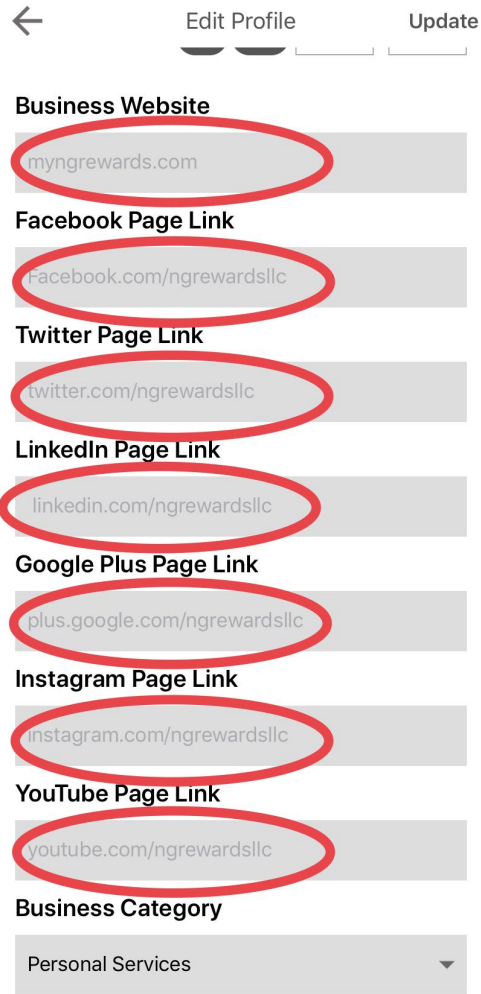 Edit Profile
Update
Business Website
myngrewards.com
Facebook Page Link
Facebook.com/ngrewardsllc
Twitter Page Link
twitter.com/ngrewardsllc
LinkedIn Page Link
linkedin.com/ngrewardsllc
Google Plus Page Link
plus.google.com/ngrewardsllc
Instagram Page Link
instagram.com/ngrewardsllc
YouTube Page Link
youtube.com/ngrewardsllc
Business Category
Personal Services